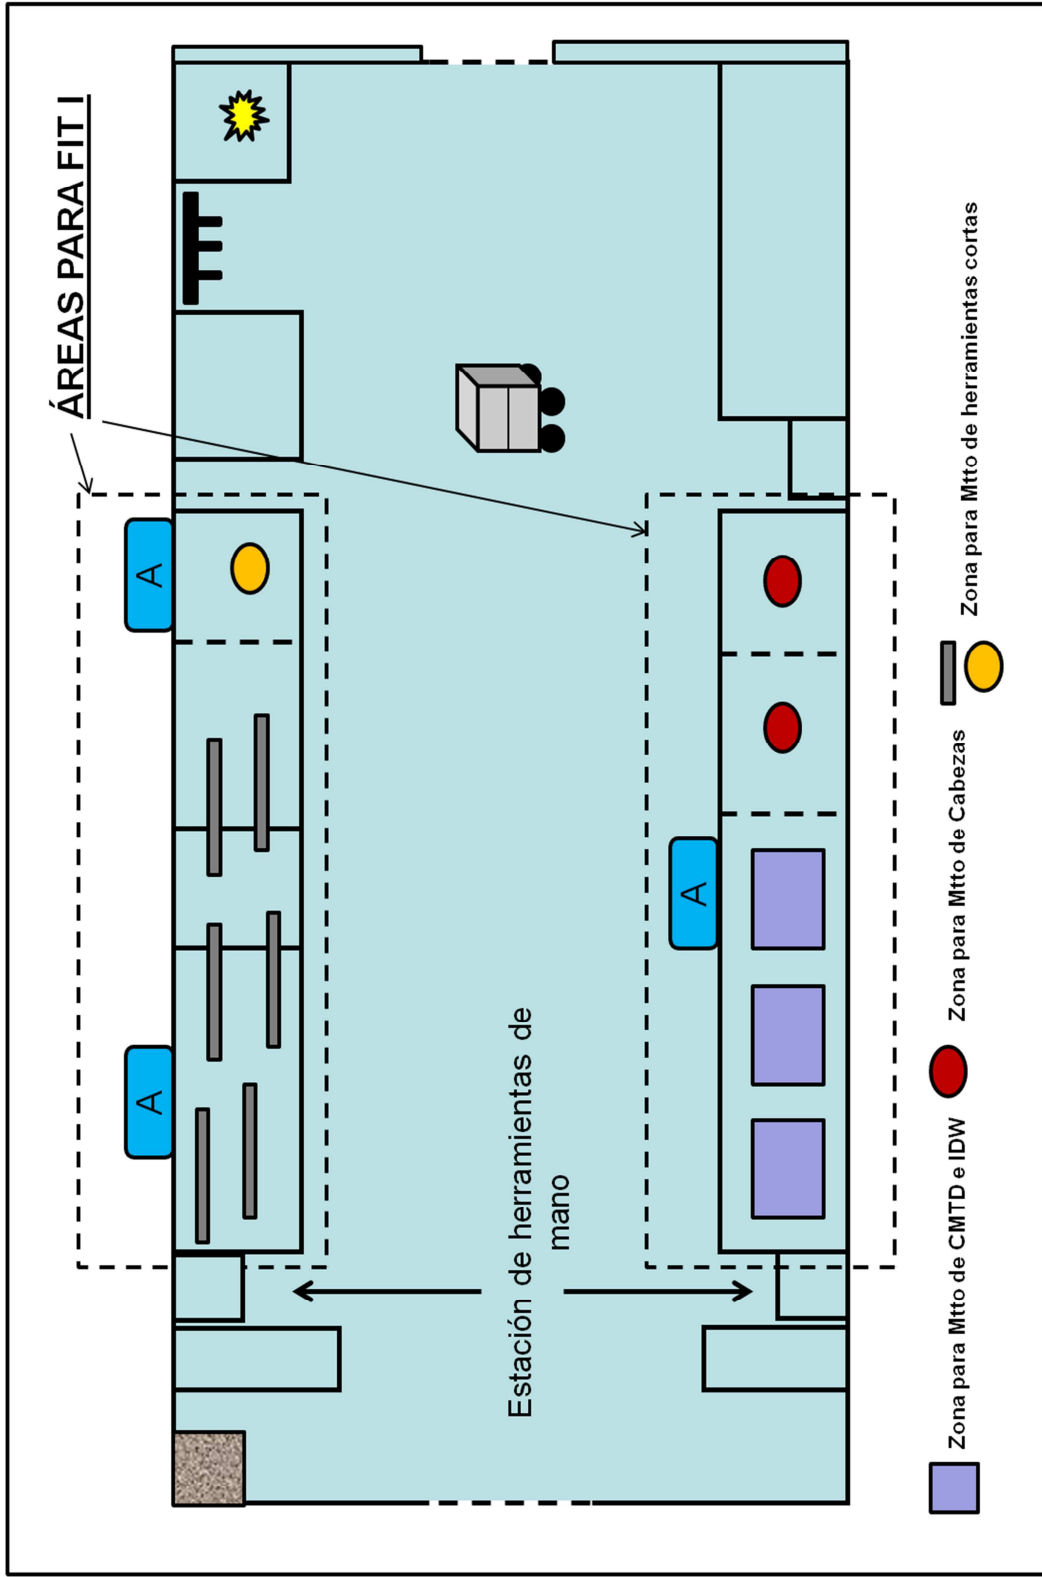 ÁREAS PARA FIT I
A
A
A
Estación de herramientas de
mano
Zona para Mtto de CMTD e IDW
Zona para Mtto de Cabezas
Zona para Mtto de herramientas cortas